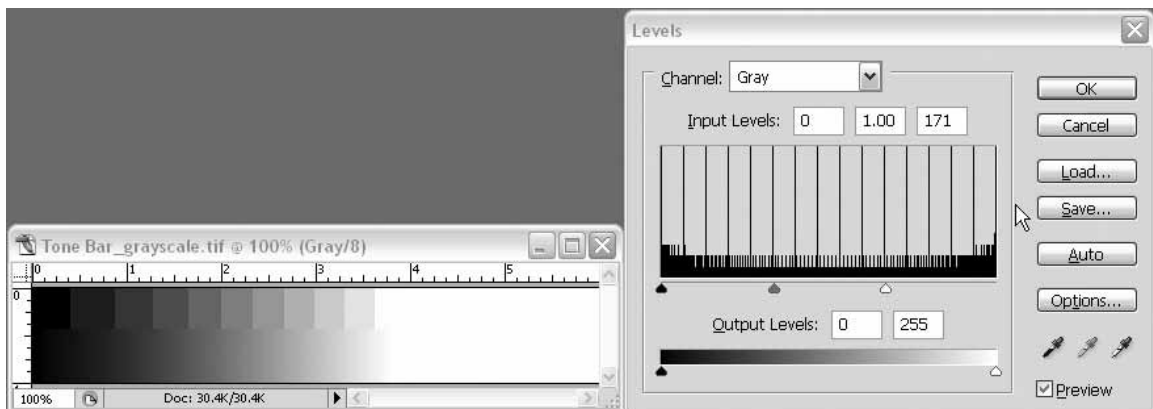 Levels
Channel: Gray
OK
Input Levels: 0 1.00 171
Cancel
Load...
Save...
Tone Bar_grayscale.tif @ 100% (Gray/8)
0 1 2 3 4 5
0
Auto
Options...
Output Levels: 0 255
Preview
100% Doc: 30.4K/30.4K